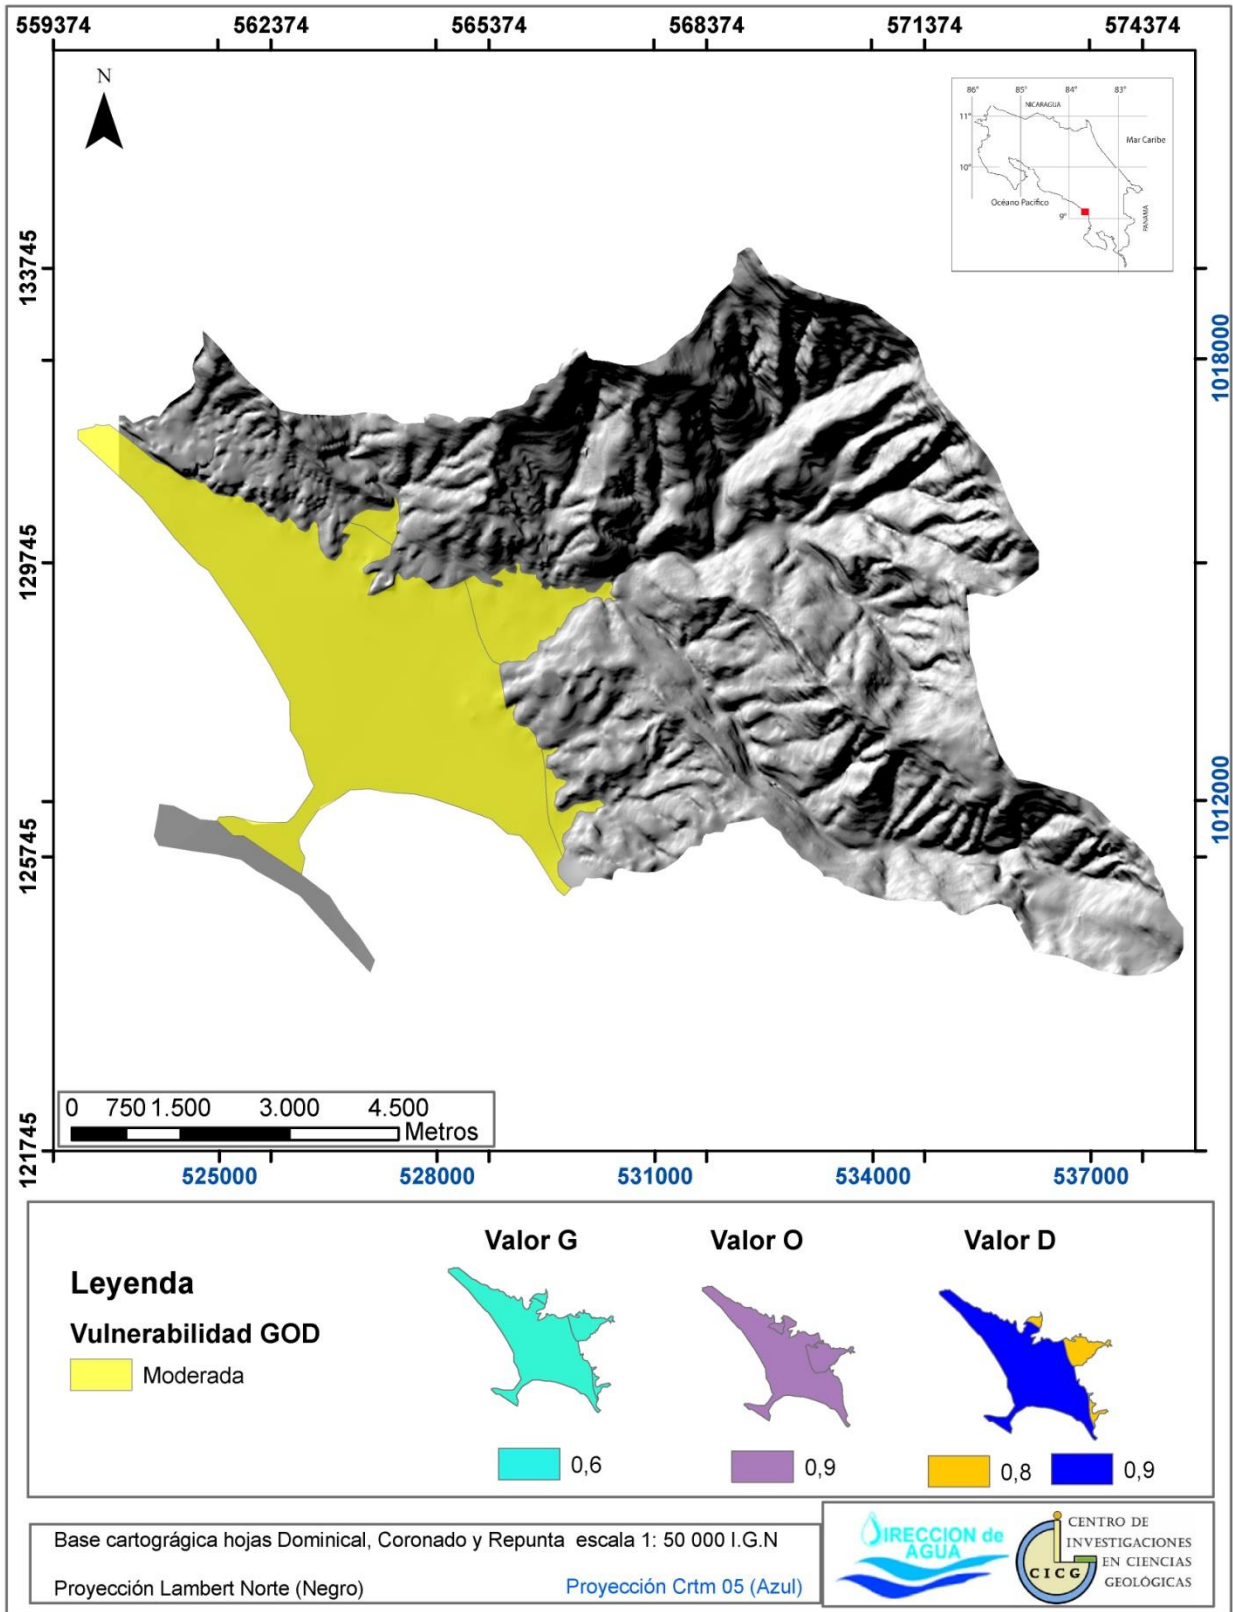 559374 562374 565374 568374 571374 574374
N
86° 85° 84° 83°
NICARAGUA
11°
Mar Caribe
10°
Océano Pacifico
9°
PANAMA
133745
1018000
129745
1012000
125745
121745
0 750 1.500 3.000 4.500
Metros
525000 528000 531000 534000 537000
Valor G Valor O Valor D
Leyenda
Vulnerabilidad GOD
Moderada
0,6 0,9 0,8 0,9
Base cartográgica hojas Dominical, Coronado y Repunta escala 1: 50 000 I.G.N
Proyección Lambert Norte (Negro) Proyección Crtm 05 (Azul)
DIRECCION de
AGUA
CICG
CENTRO DE
INVESTIGACIONES
EN CIENCIAS
GEOLÓGICAS